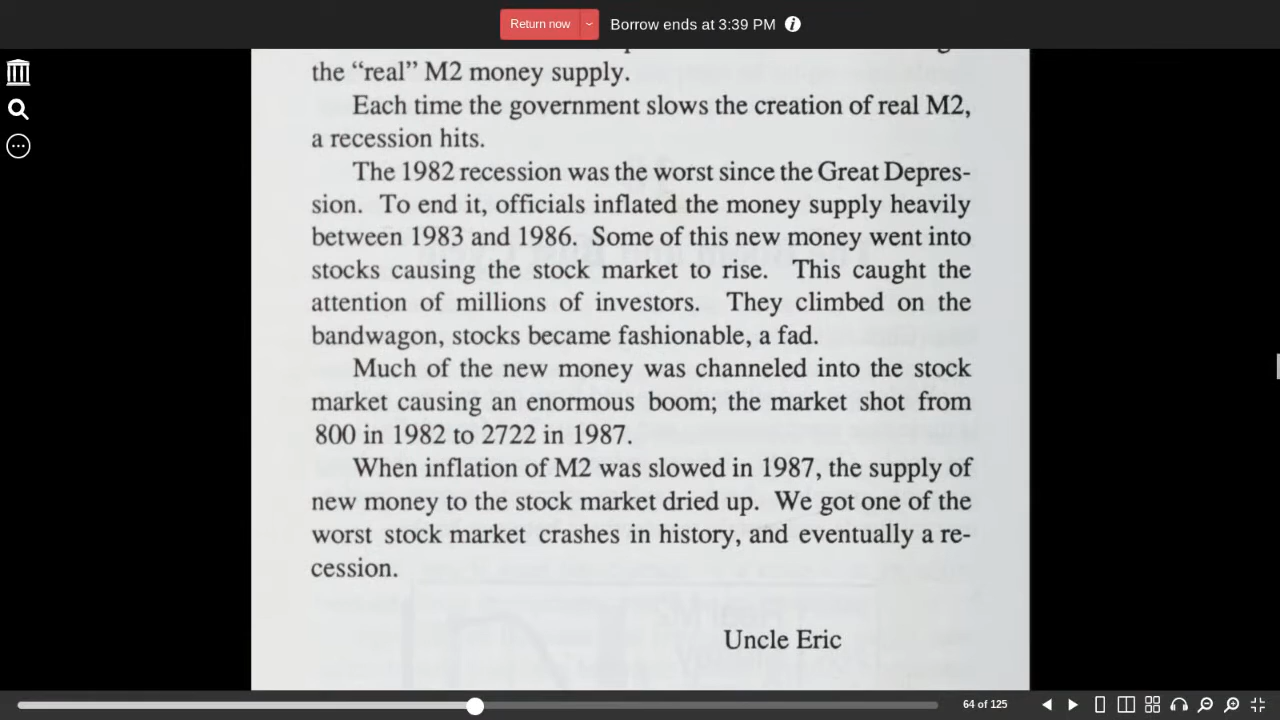 Return now
Borrow ends at 3:39 PM
the “real” M2 money supply.
Each time the government slows the creation of real M2,
a recession hits.
The 1982 recession was the worst since the Great Depres-
sion. To end it, officials inflated the money supply heavily
between 1983 and 1986. Some of this new money went into
stocks causing the stock market to rise. This caught the
attention of millions of investors. They climbed on the
bandwagon, stocks became fashionable, a fad.
Much of the new money was channeled into the stock
market causing an enormous boom; the market shot from
800 in 1982 to 2722 in 1987.
When inflation of M2 was slowed in 1987, the supply of
new money to the stock market dried up. We got one of the
worst stock market crashes in history, and eventually a re-
cession.
Uncle Eric
64 of 125